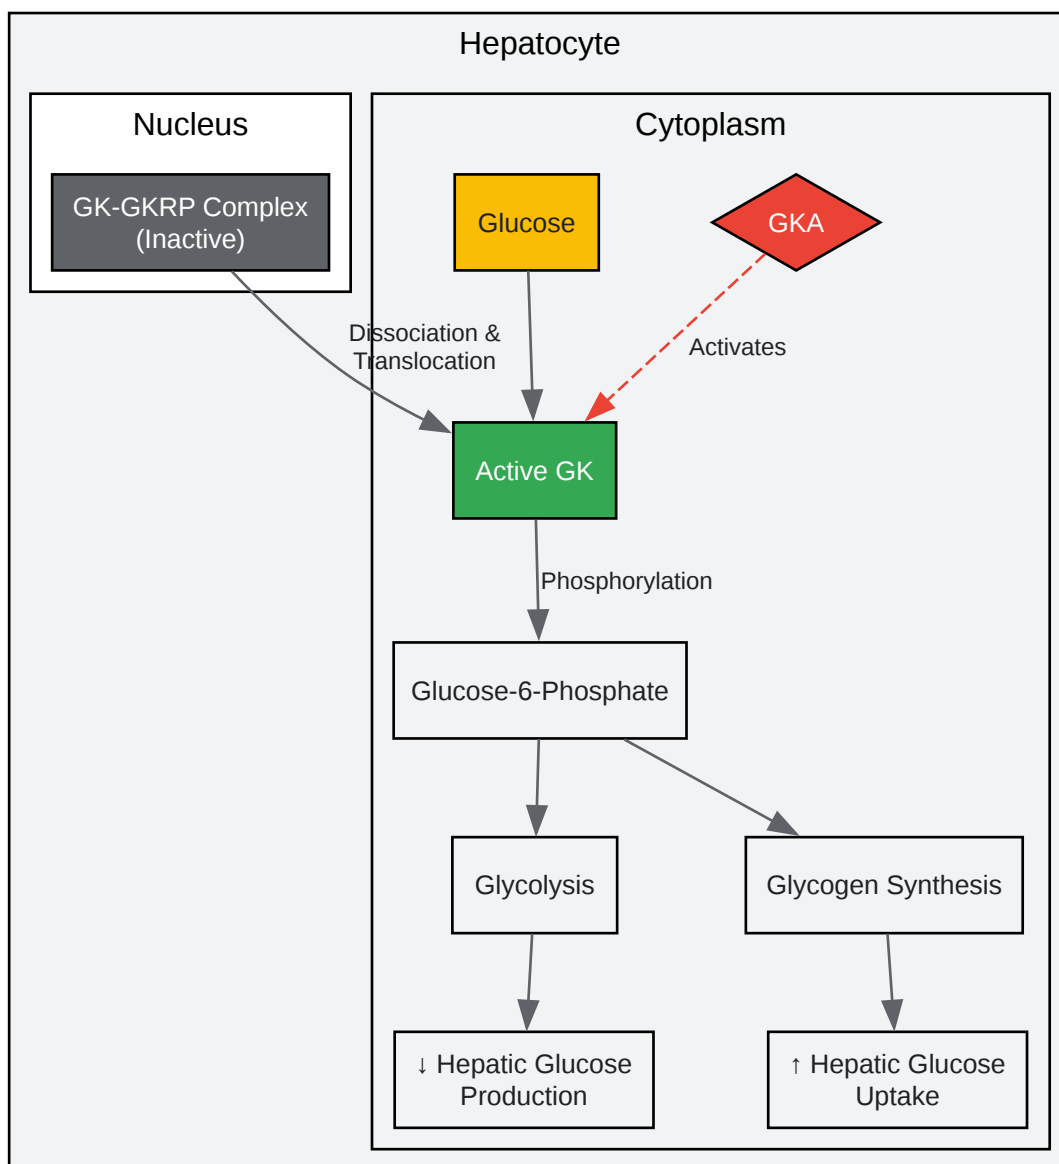 Hepatocyte
Nucleus
Cytoplasm
GK-GKRP Complex
(Inactive)
Glucose
GKA
Dissociation &
Translocation
Activates
Active GK
Phosphorylation
Glucose-6-Phosphate
Glycolysis
Glycogen Synthesis
↓ Hepatic Glucose
Production
↑ Hepatic Glucose
Uptake